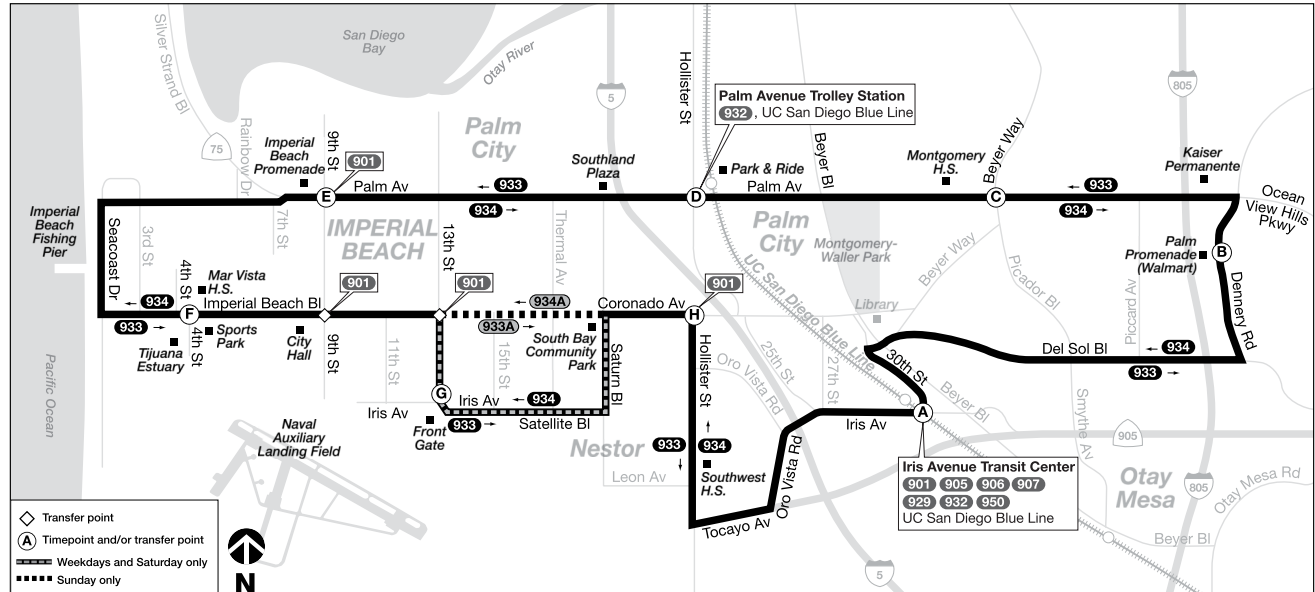 San Diego
Bay
Silver Strand Bl
Otay River
5
805
Hollister St
Palm Avenue Trolley Station
932, UC San Diego Blue Line
Palm
City
75
Rainbow Dr
9th St
Imperial
Beach
Promenade
901
Southland
Plaza
Park & Ride
Beyer Bl
Montgomery
H.S.
Beyer Way
Kaiser
Permanente
E
Palm Av
← 933
934 →
D
Palm Av
C
← 933
934 →
Ocean
View Hills
Pkwy
Imperial
Beach
Fishing
Pier
Seacoast Dr
3rd St
7th St
IMPERIAL
BEACH
13th St
Thermal Av
Palm
City
Montgomery-
Waller Park
Beyer Way
Palm
Promenade
(Walmart)
B
Dennery Rd
4th St
Mar Vista
H.S.
901
901
901
UC San Diego Blue Line
Picador Bl
Piccard Av
← 934
F
Imperial Beach Bl
← 934A
Coronado Av
H
Library
933 →
933A →
Tijuana
Estuary
4th St
Sports
Park
City
Hall
9th St
11th St
15th St
South Bay
Community
Park
Saturn Bl
Hollister St
Oro Vista Rd
25th St
27th St
30th St
Del Sol Bl
← 934
933 →
Pacific Ocean
G
Iris Av
← 934
Iris Av
Front
Gate
933 →
Satellite Bl
Iris Av
A
Beyer Bl
Smythe Av
905
Naval
Auxiliary
Landing Field
Nestor
933
↓
↑
934
Southwest
H.S.
Leon Av
Oro Vista Rd
Tocayo Av
Iris Avenue Transit Center
901 905 906 907
929 932 950
UC San Diego Blue Line
Otay
Mesa
805
Otay Mesa Rd
Beyer Bl
5
Transfer point
A Timepoint and/or transfer point
Weekdays and Saturday only
Sunday only
N